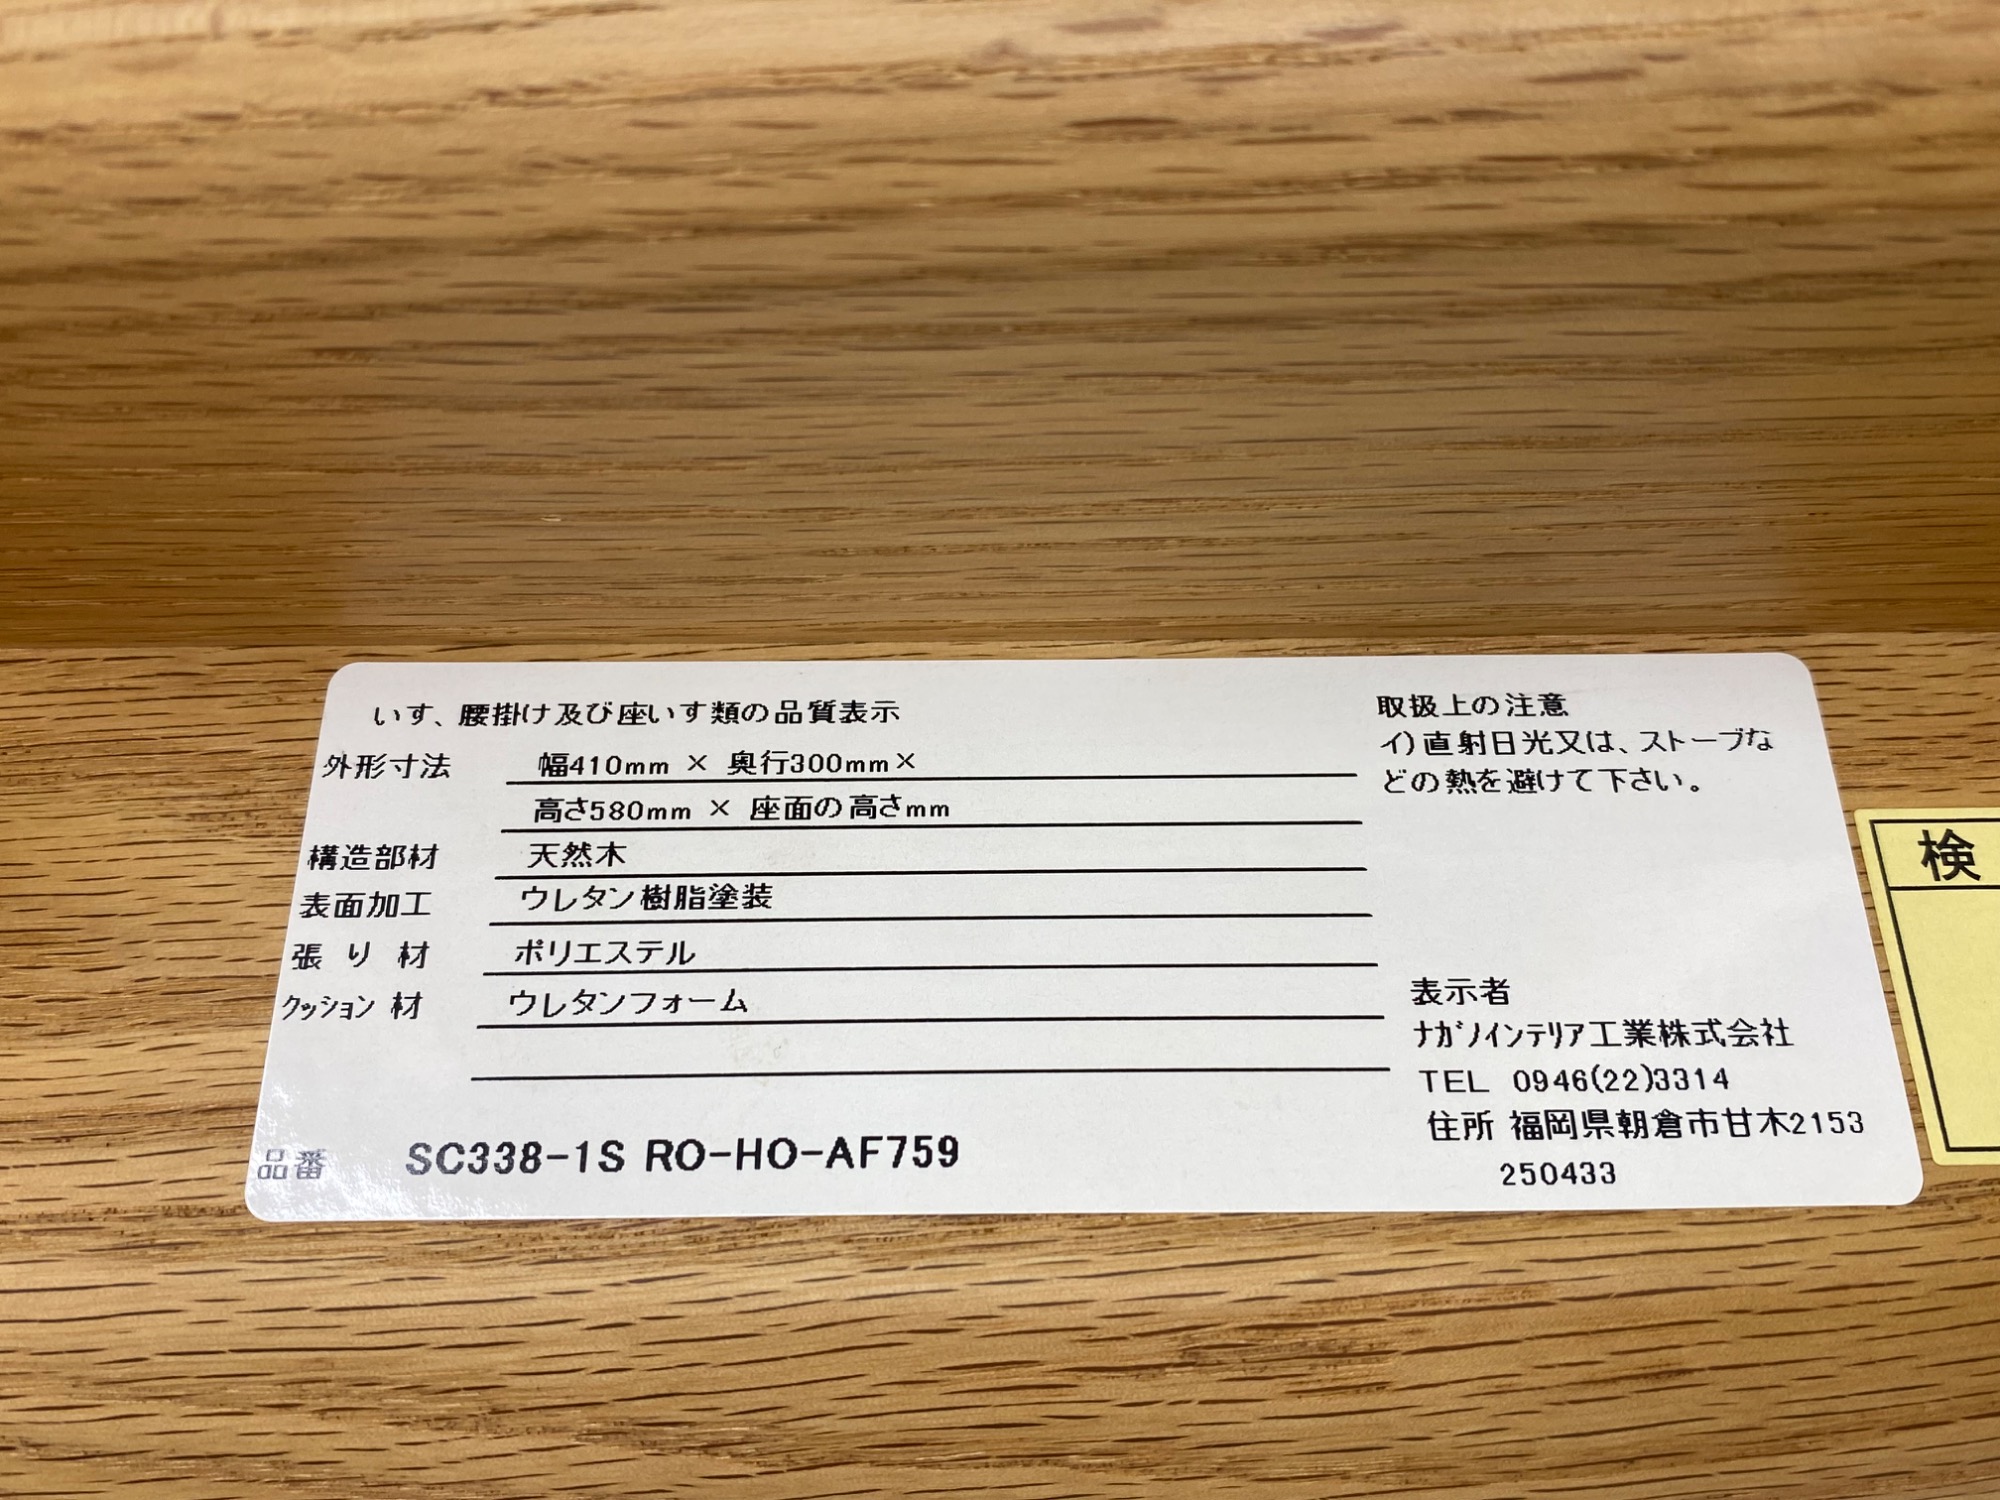 いす、腰掛け及び座いす類の品質表示
外形寸法 幅410mm × 奥行300mm×
高さ580mm × 座面の高さmm
構造部材 天然木
表面加工 ウレタン樹脂塗装
張り材 ポリエステル
クッション材 ウレタンフォーム
品番 SC338-1S RO-HO-AF759
取扱上の注意
イ)直射日光又は、ストーブな
どの熱を避けて下さい。
表示者
ナガノインテリア工業株式会社
TEL 0946(22)3314
住所 福岡県朝倉市甘木2153
250433
検